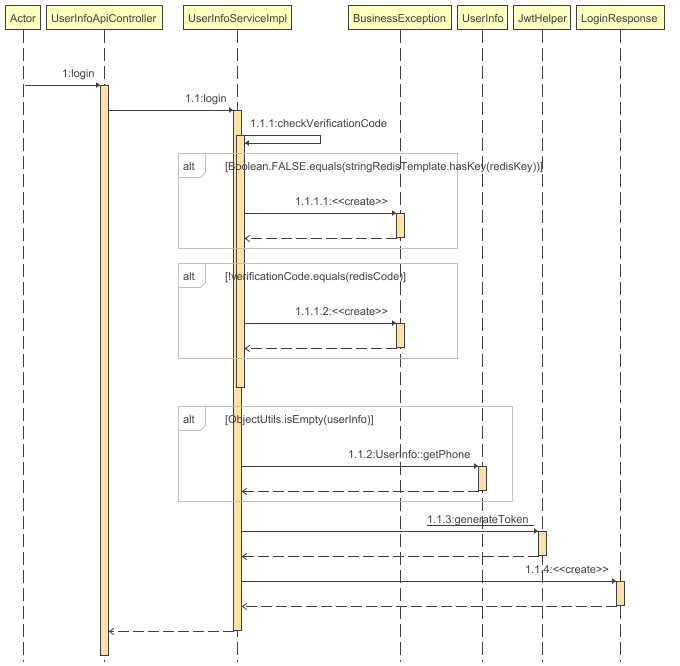 Actor
UserInfoApiController
UserInfoServiceImpl
BusinessException
UserInfo
JwtHelper
LoginResponse
1:login
1.1:login
1.1.1:checkVerificationCode
alt
[Boolean.FALSE.equals(stringRedisTemplate.hasKey(redisKey))]
1.1.1.1:<<create>>
alt
[!verificationCode.equals(redisCode)]
1.1.1.2:<<create>>
alt
[ObjectUtils.isEmpty(userInfo)]
1.1.2:UserInfo::getPhone
1.1.3:generateToken
1.1.4:<<create>>